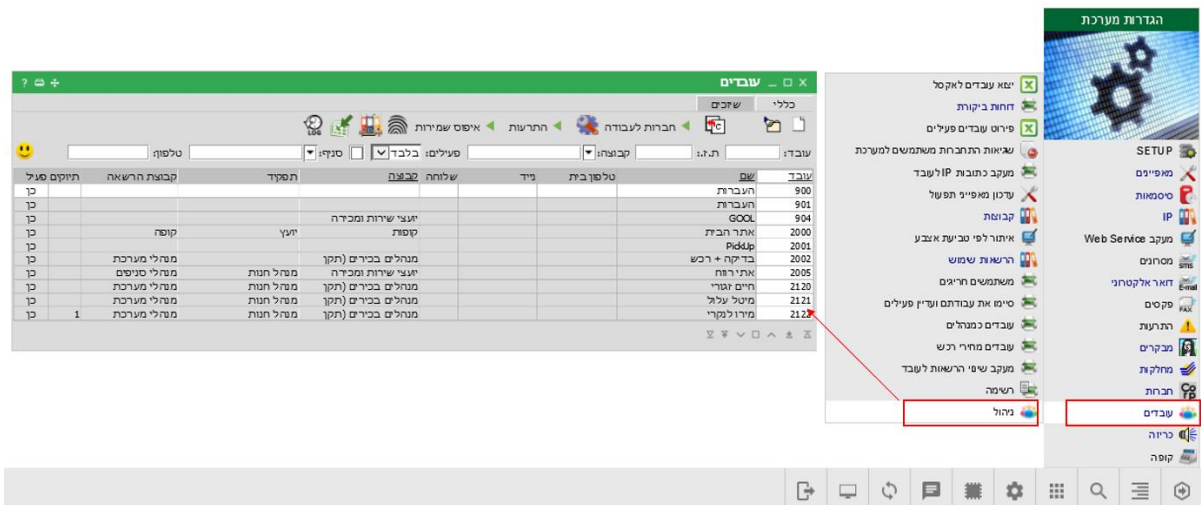 הגדרות מערכת
SETUP
מאפיינים
סיסמאות
IP
מעקב Web Service
מסרונים
דואר אלקטרוני
פקסים
התרעות
מבקרים
מחלקות
חברות
עובדים
כריזה
קופה
יצוא עובדים לאקסל
דוחות ביקורת
פירוט עובדים פעילים
שגיאות התחברות משתמשים למערכת
מעקב כתובות IP לעובד
עדכון מאפייני תפעול
קבוצות
איתור לפי טביעת אצבע
הרשאות שימוש
משתמשים חריגים
סיימו את עבודתם ועדיין פעילים
עובדים כמנהלים
עובדים מחירי רכש
מעקב שינוי הרשאות לעובד
רשימה
ניהול
עובדים
כללי שיוכים
חברות לעבודה התרעות איפוס שמירות LOG
עובד: ת.ז.: קבוצה: פעילים: בלבד סניף: טלפון:
עובד שם טלפון בית נייד שלוחה קבוצה תפקיד קבוצת הרשאה תיוקים פעיל
900 העברות כן
901 העברות כן
904 GOOL יועצי שירות ומכירה כן
2000 אתר הבית קופות יועץ קופה כן
2001 PickUp כן
2002 בדיקה + רכש מנהלים בכירים (תקן מנהלי מערכת כן
2005 אתי רווח יועצי שירות ומכירה מנהל חנות מנהלי סניפים כן
2120 חיים זגורי מנהלים בכירים (תקן מנהל חנות מנהלי מערכת כן
2121 מיטל עלול מנהלים בכירים (תקן מנהל חנות מנהלי מערכת כן
2122 מירו לנקרי מנהלים בכירים (תקן מנהל חנות מנהלי מערכת 1 כן